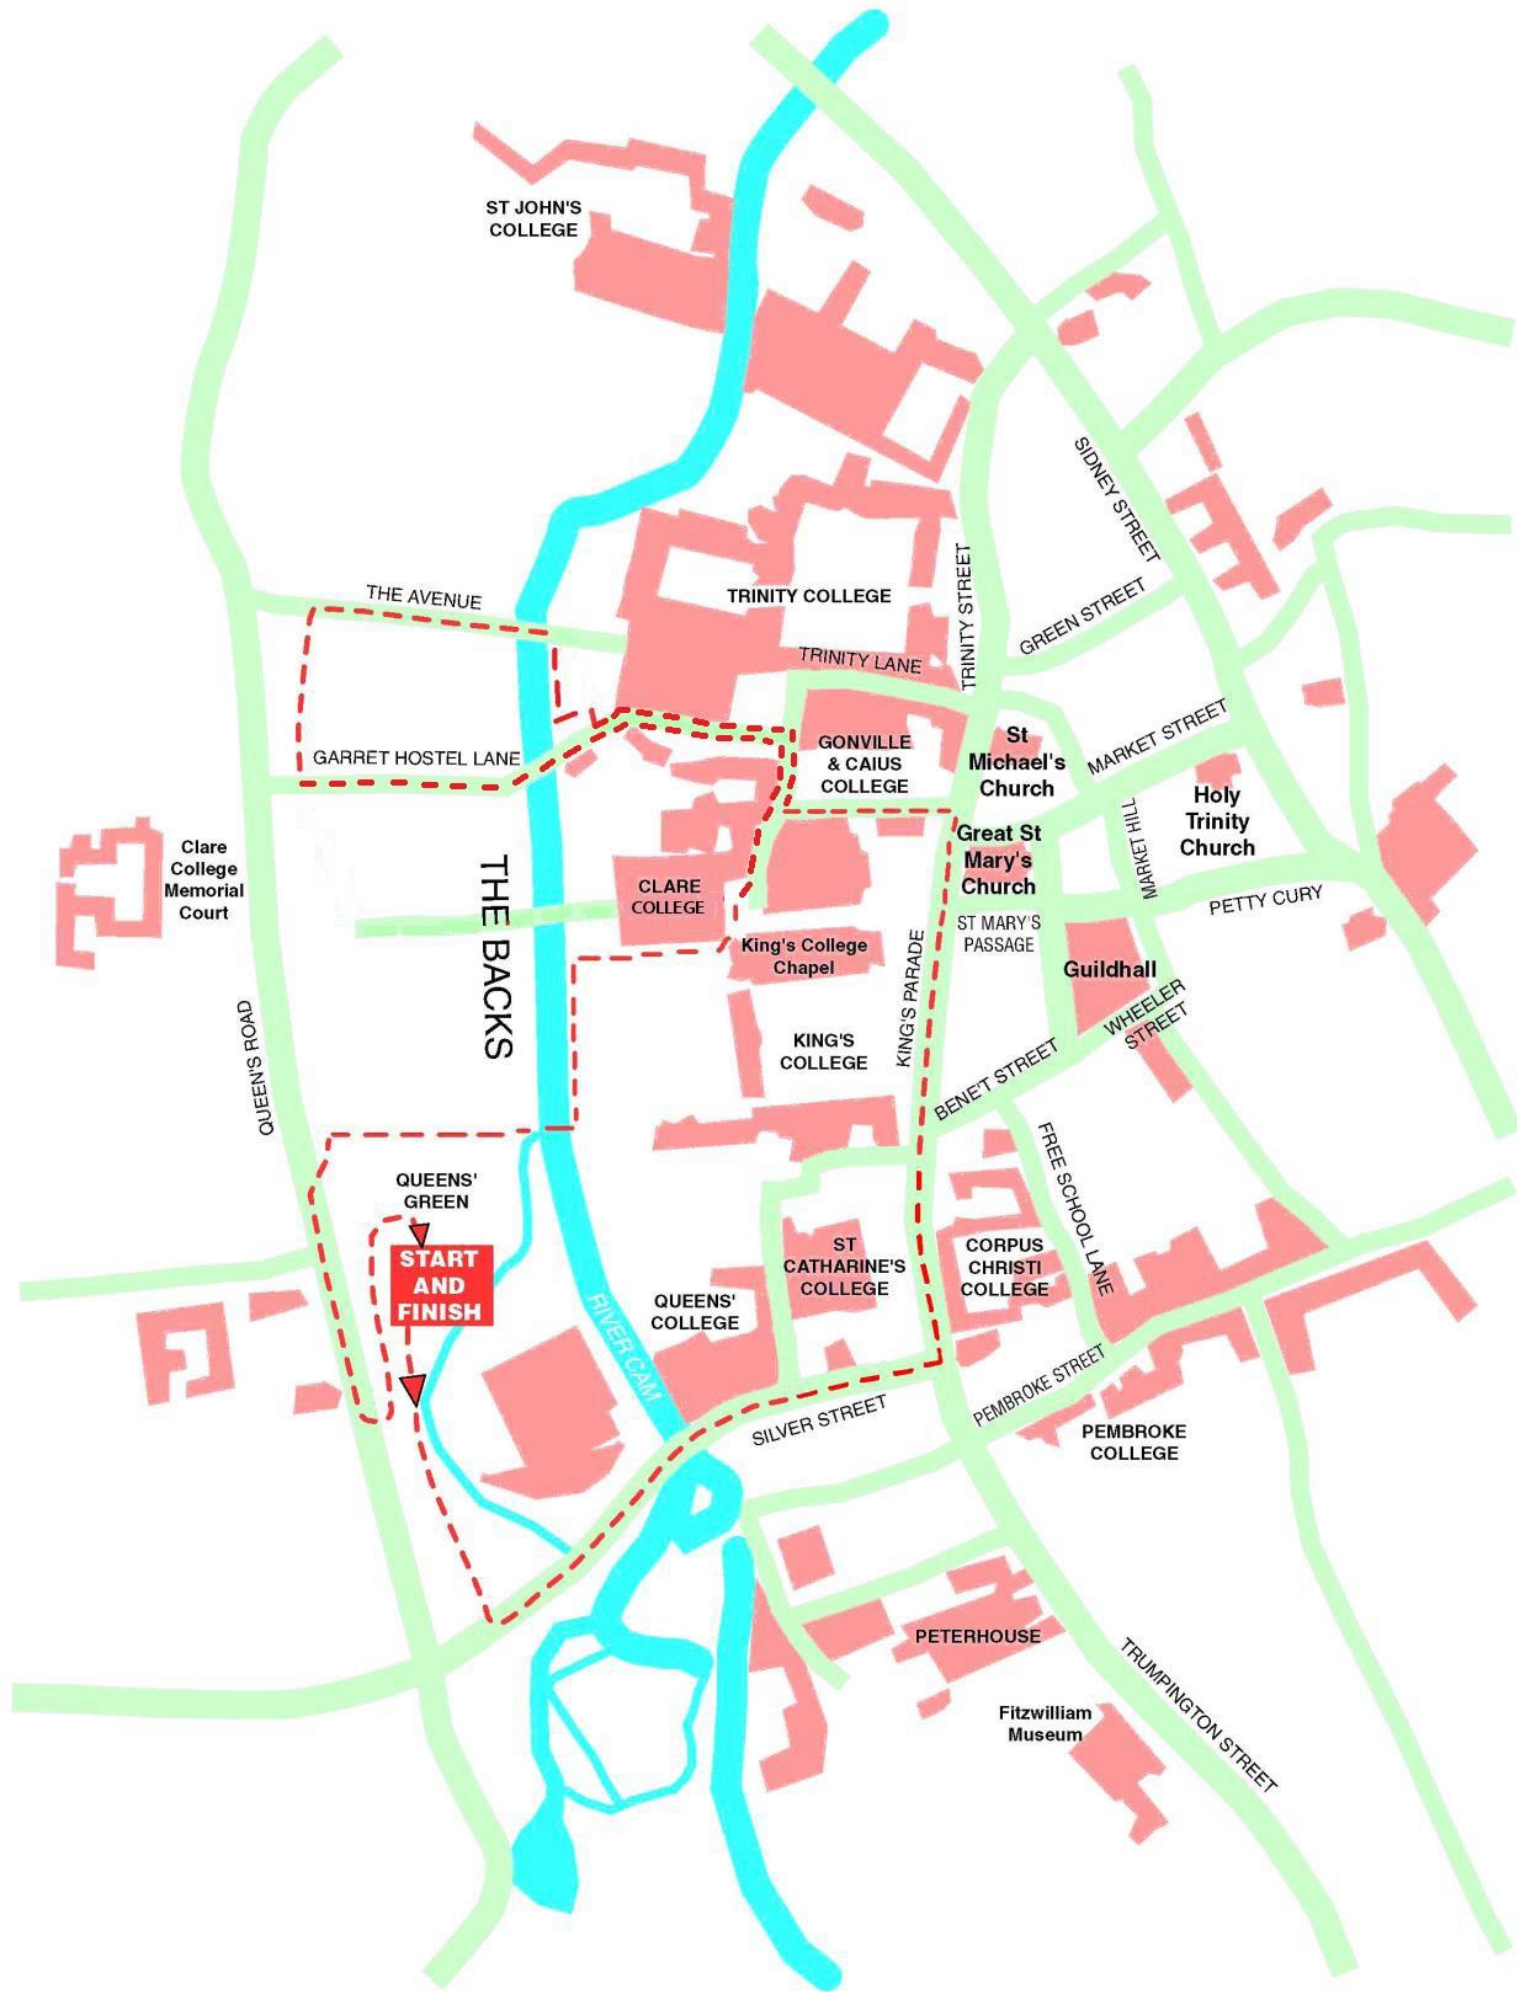 ST JOHN'S
COLLEGE
SIDNEY STREET
THE AVENUE
TRINITY COLLEGE
TRINITY STREET
GREEN STREET
TRINITY LANE
GARRET HOSTEL LANE
GONVILLE
& CAIUS
COLLEGE
St
Michael's
Church
MARKET STREET
Holy
Trinity
Church
MARKET HILL
Clare
College
Memorial
Court
THE BACKS
CLARE
COLLEGE
Great St
Mary's
Church
PETTY CURY
ST MARY'S
PASSAGE
King's College
Chapel
KING'S PARADE
Guildhall
WHEELER
STREET
QUEEN'S ROAD
KING'S
COLLEGE
BENE'T STREET
FREE SCHOOL LANE
QUEENS'
GREEN
START
AND
FINISH
RIVER CAM
QUEENS'
COLLEGE
ST
CATHARINE'S
COLLEGE
CORPUS
CHRISTI
COLLEGE
SILVER STREET
PEMBROKE STREET
PEMBROKE
COLLEGE
PETERHOUSE
TRUMPINGTON STREET
Fitzwilliam
Museum